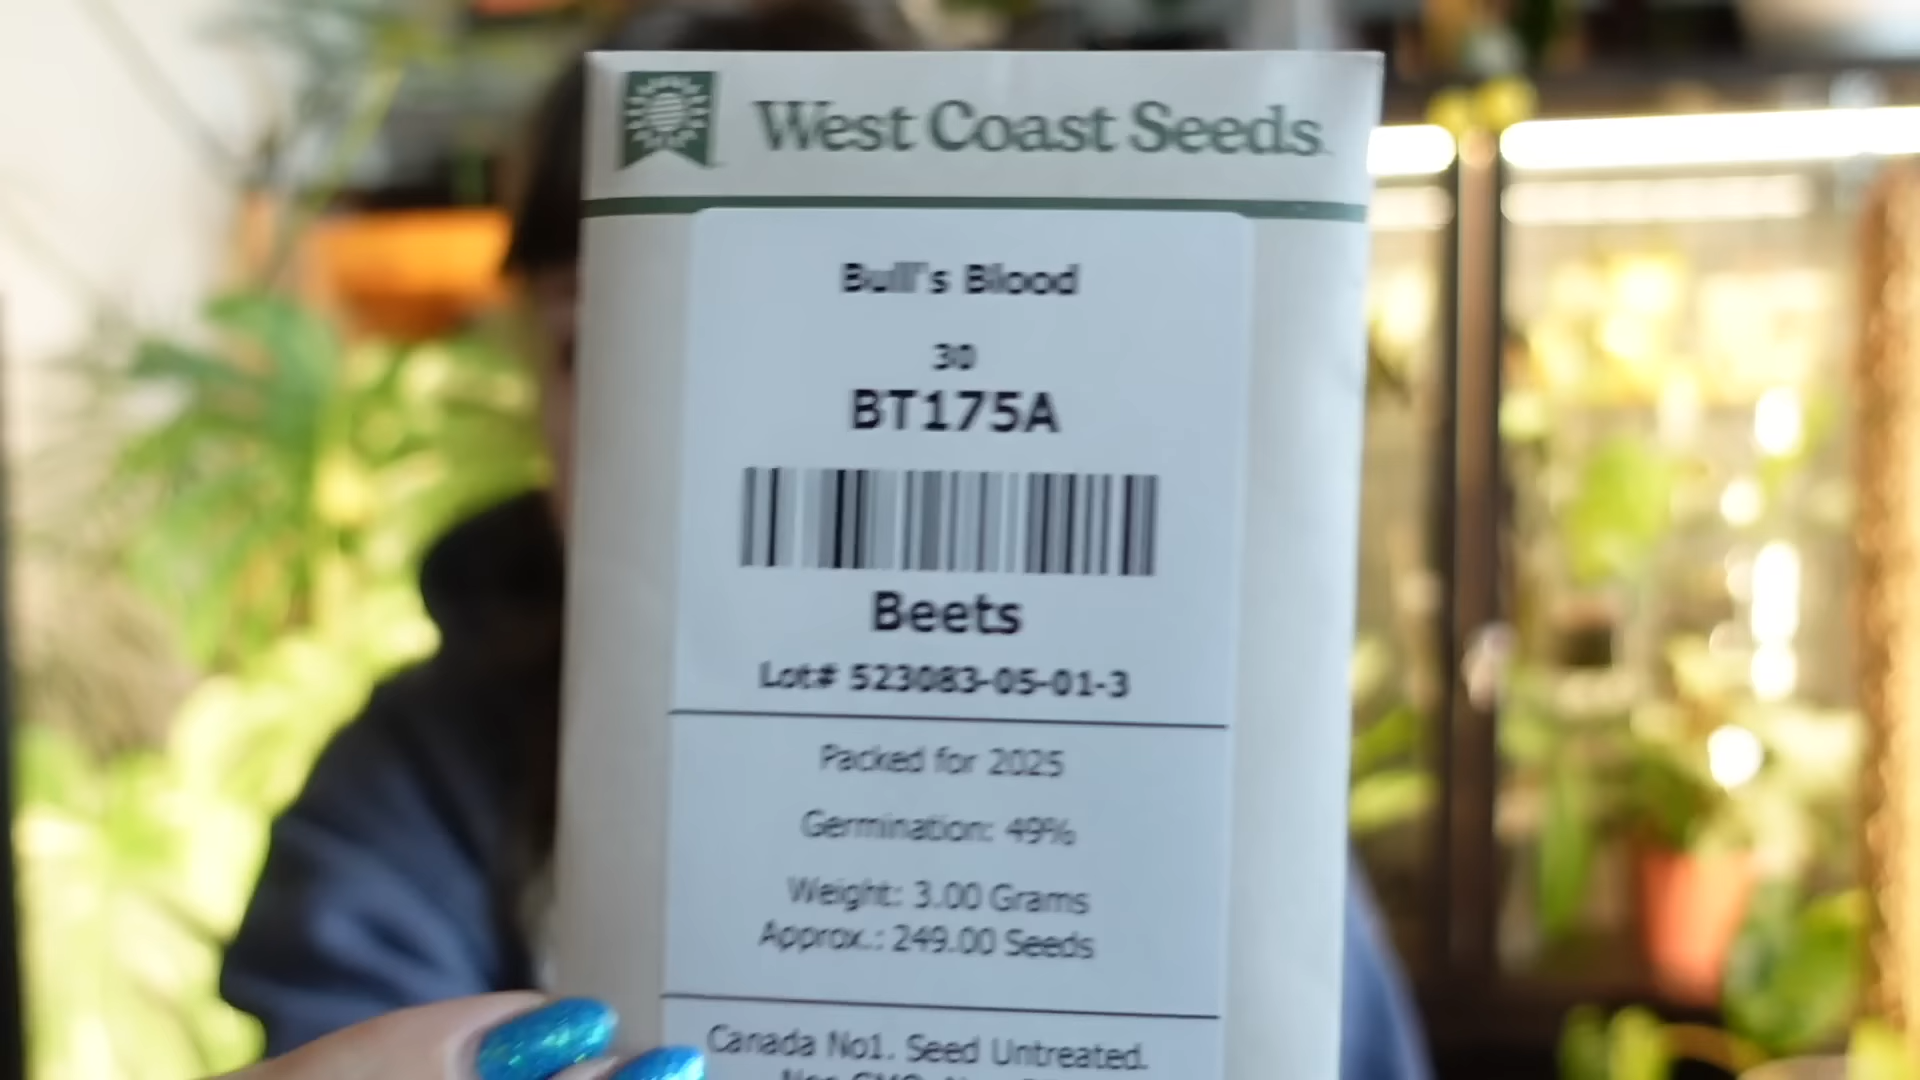 West Coast Seeds
Bull's Blood
30
BT175A
Beets
Lot# 523083-05-01-3
Packed for 2025
Germination: 49%
Weight: 3.00 Grams
Approx.: 249.00 Seeds
Canada No1. Seed Untreated.